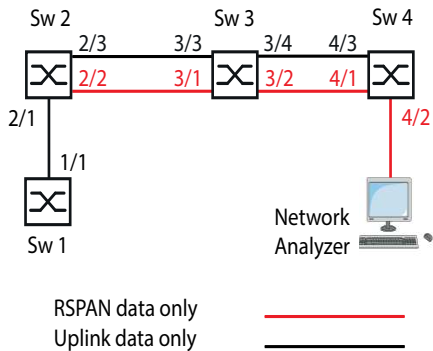 Sw 2
Sw 3
Sw 4
2/3
3/3
3/4
4/3
2/2
3/1
3/2
4/1
2/1
4/2
1/1
Sw 1
Network
Analyzer
RSPAN data only
Uplink data only